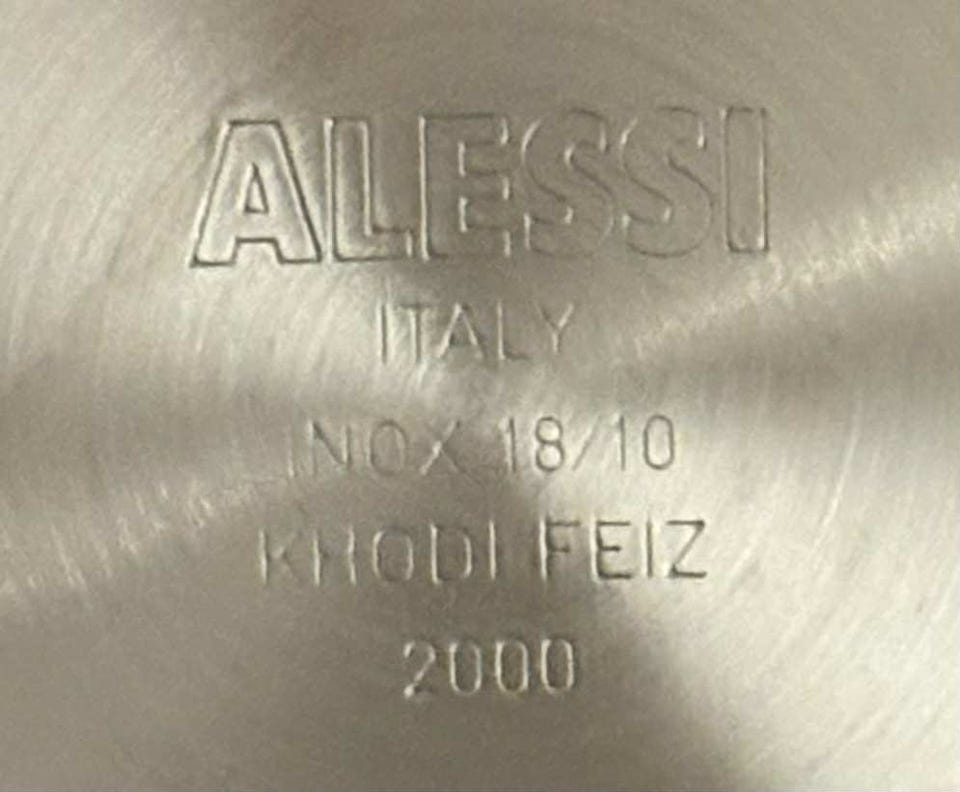 ALESSI
ITALY
INOX 18/10
KHODI FEIZ
2000